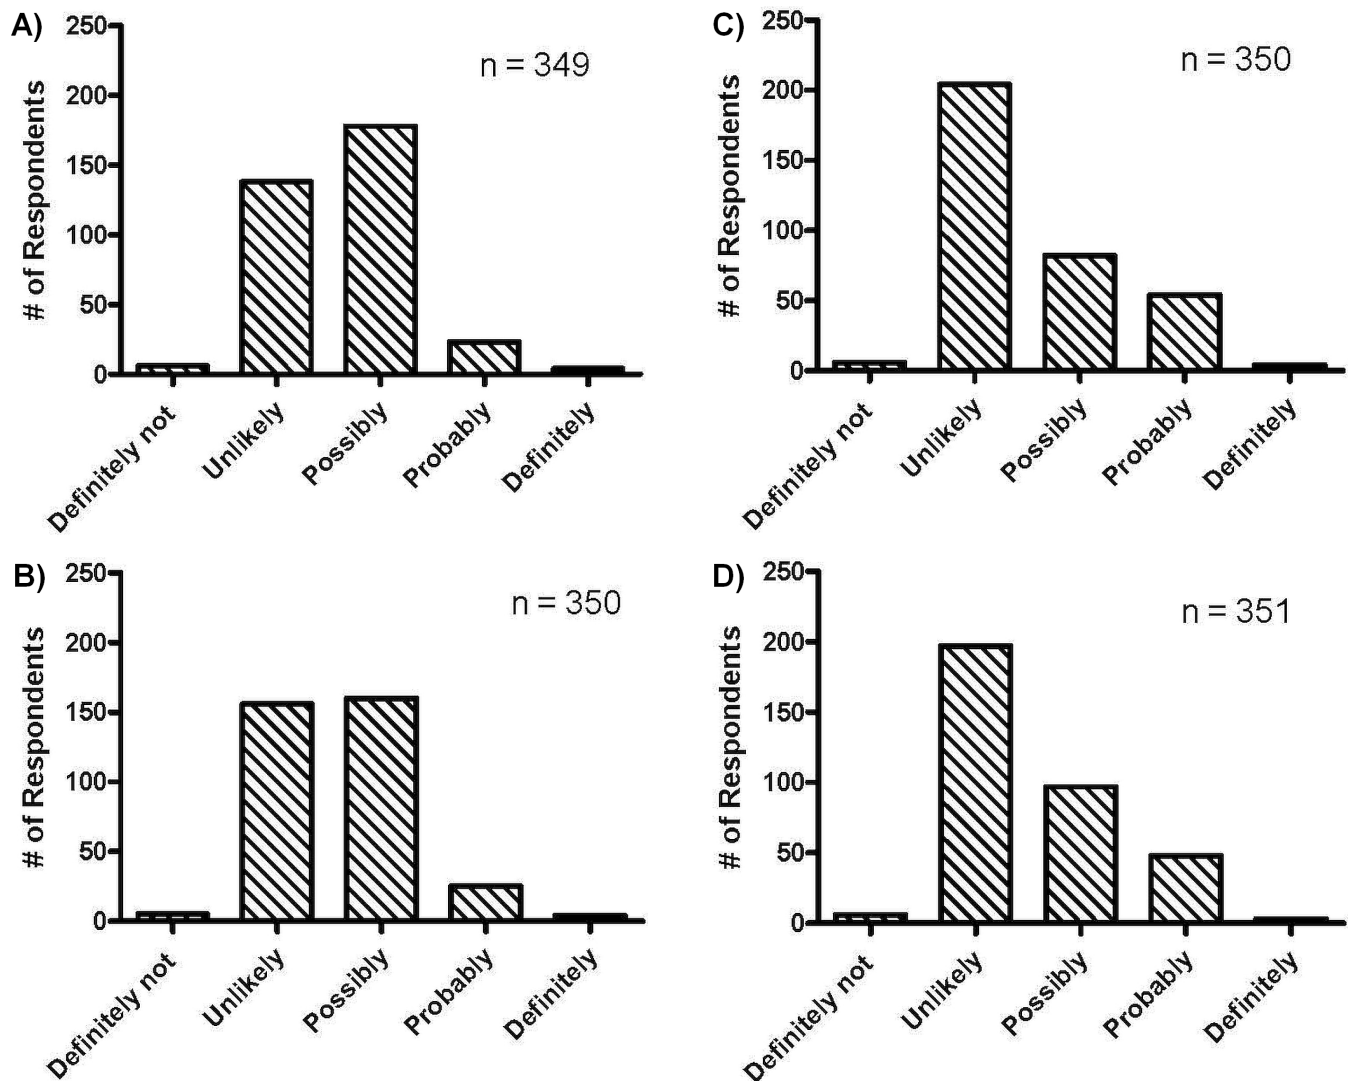 A)
250
200
150
100
50
0
# of Respondents
n = 349
Definitely not
Unlikely
Possibly
Probably
Definitely
C)
250
200
150
100
50
0
# of Respondents
n = 350
Definitely not
Unlikely
Possibly
Probably
Definitely
B)
250
200
150
100
50
0
# of Respondents
n = 350
Definitely not
Unlikely
Possibly
Probably
Definitely
D)
250
200
150
100
50
0
# of Respondents
n = 351
Definitely not
Unlikely
Possibly
Probably
Definitely